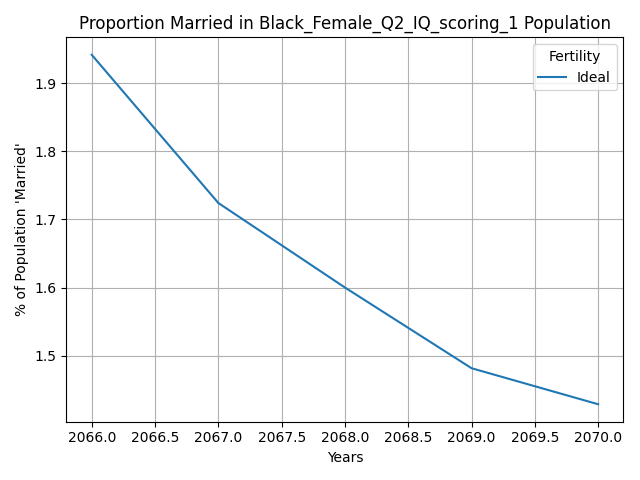 Proportion Married in Black_Female_Q2_IQ_scoring_1 Population
Fertility
Ideal
1.9
1.8
1.7
1.6
1.5
% of Population 'Married'
2066.0 2066.5 2067.0 2067.5 2068.0 2068.5 2069.0 2069.5 2070.0
Years